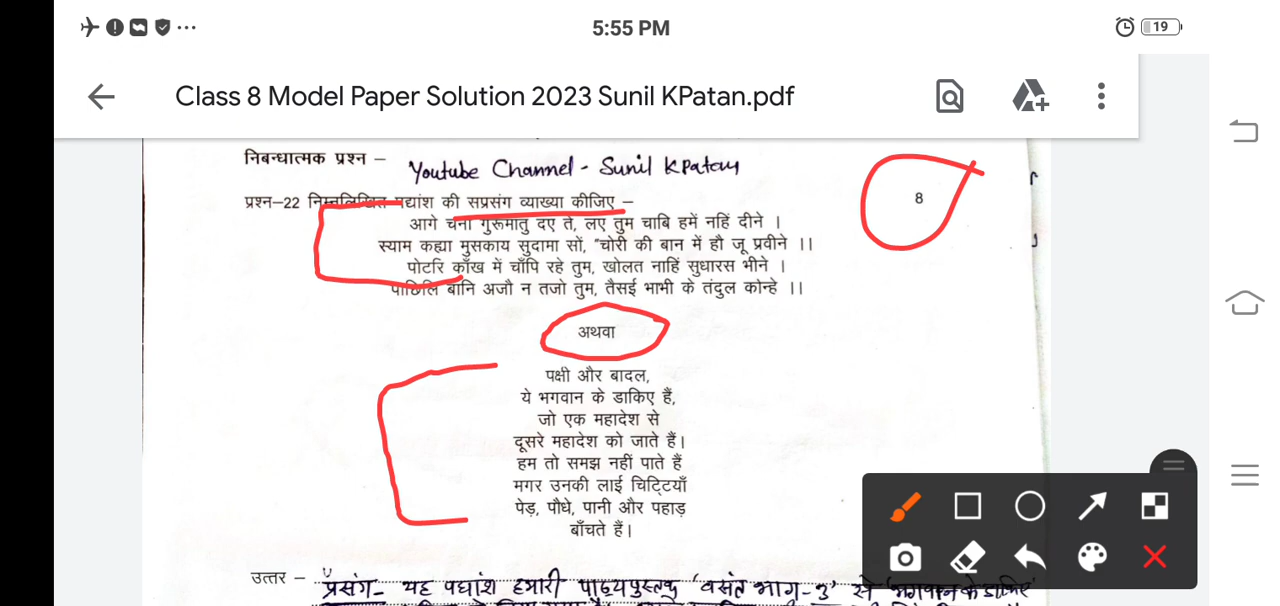 5:55 PM
19
Class 8 Model Paper Solution 2023 Sunil KPatan.pdf
निबन्धात्मक प्रश्न –
Youtube Channel - Sunil KPatan
प्रश्न–22 निम्नलिखित पद्यांश की सप्रसंग व्याख्या कीजिए –
8
आगे चना गुरूमातु दए ते, लए तुम चाबि हमें नहिं दीने ।
स्याम कह्या मुसकाय सुदामा सों, "चोरी की बान में हौ जू प्रवीने ।।
पोटरि काँख में चाँपि रहे तुम, खोलत नाहिं सुधारस भीने ।
पाछिलि बानि अजौ न तजो तुम, तैसई भाभी के तंदुल कोन्हे ।।
अथवा
पक्षी और बादल,
ये भगवान के डाकिए हैं,
जो एक महादेश से
दूसरे महादेश को जाते हैं।
हम तो समझ नहीं पाते हैं
मगर उनकी लाई चिट्टियाँ
पेड़, पौधे, पानी और पहाड़
बाँचते हैं।
उत्तर – प्रसंग- यह पद्यांश हमारी पाठ्यपुस्तक 'वसंत भाग-3' से 'भगवान के डाकिए'